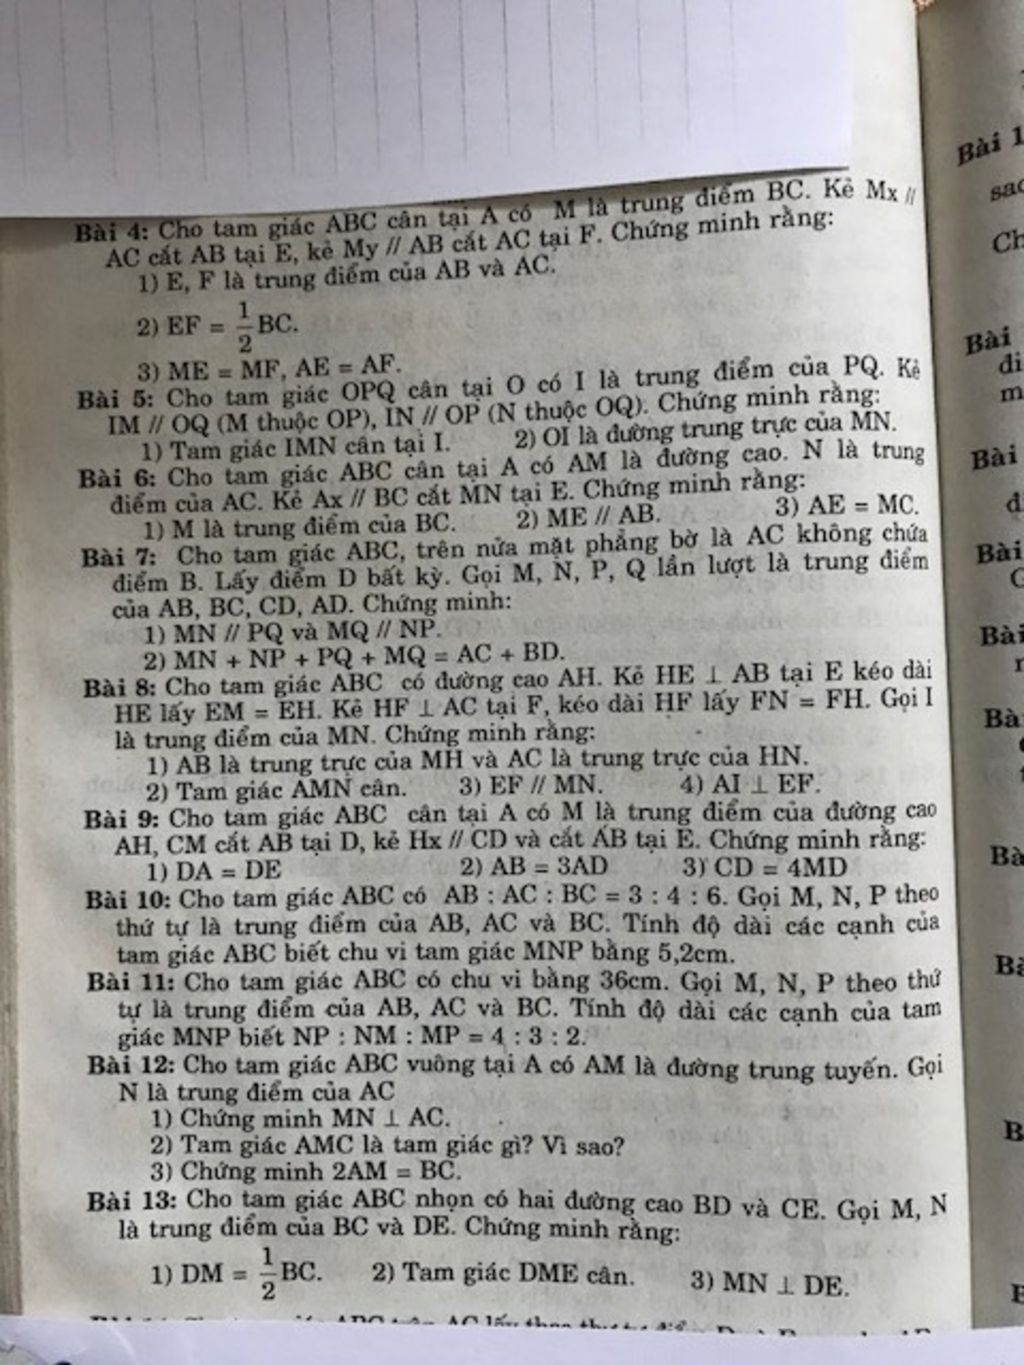 Bài 4: Cho tam giác ABC cân tại A có M là trung điểm BC. Kẻ Mx //
AC cắt AB tại E, kẻ My // AB cắt AC tại F. Chứng minh rằng:
1) E, F là trung điểm của AB và AC.
2) EF = 1/2 BC.
3) ME = MF, AE = AF.
Bài 5: Cho tam giác OPQ cân tại O có I là trung điểm của PQ. Kẻ
IM // OQ (M thuộc OP), IN // OP (N thuộc OQ). Chứng minh rằng:
1) Tam giác IMN cân tại I. 2) OI là đường trung trực của MN.
Bài 6: Cho tam giác ABC cân tại A có AM là đường cao. N là trung
điểm của AC. Kẻ Ax // BC cắt MN tại E. Chứng minh rằng:
1) M là trung điểm của BC. 2) ME // AB. 3) AE = MC.
Bài 7: Cho tam giác ABC, trên nửa mặt phẳng bờ là AC không chứa
điểm B. Lấy điểm D bất kỳ. Gọi M, N, P, Q lần lượt là trung điểm
của AB, BC, CD, AD. Chứng minh:
1) MN // PQ và MQ // NP.
2) MN + NP + PQ + MQ = AC + BD.
Bài 8: Cho tam giác ABC có đường cao AH. Kẻ HE ⊥ AB tại E kéo dài
HE lấy EM = EH. Kẻ HF ⊥ AC tại F, kéo dài HF lấy FN = FH. Gọi I
là trung điểm của MN. Chứng minh rằng:
1) AB là trung trực của MH và AC là trung trực của HN.
2) Tam giác AMN cân. 3) EF // MN. 4) AI ⊥ EF.
Bài 9: Cho tam giác ABC cân tại A có M là trung điểm của đường cao
AH, CM cắt AB tại D, kẻ Hx // CD và cắt AB tại E. Chứng minh rằng:
1) DA = DE 2) AB = 3AD 3) CD = 4MD
Bài 10: Cho tam giác ABC có AB : AC : BC = 3 : 4 : 6. Gọi M, N, P theo
thứ tự là trung điểm của AB, AC và BC. Tính độ dài các cạnh của
tam giác ABC biết chu vi tam giác MNP bằng 5,2cm.
Bài 11: Cho tam giác ABC có chu vi bằng 36cm. Gọi M, N, P theo thứ
tự là trung điểm của AB, AC và BC. Tính độ dài các cạnh của tam
giác MNP biết NP : NM : MP = 4 : 3 : 2.
Bài 12: Cho tam giác ABC vuông tại A có AM là đường trung tuyến. Gọi
N là trung điểm của AC
1) Chứng minh MN ⊥ AC.
2) Tam giác AMC là tam giác gì? Vì sao?
3) Chứng minh 2AM = BC.
Bài 13: Cho tam giác ABC nhọn có hai đường cao BD và CE. Gọi M, N
là trung điểm của BC và DE. Chứng minh rằng:
1) DM = 1/2 BC. 2) Tam giác DME cân. 3) MN ⊥ DE.
Bài 1
sao
Ch
Bài
Bài
Bài